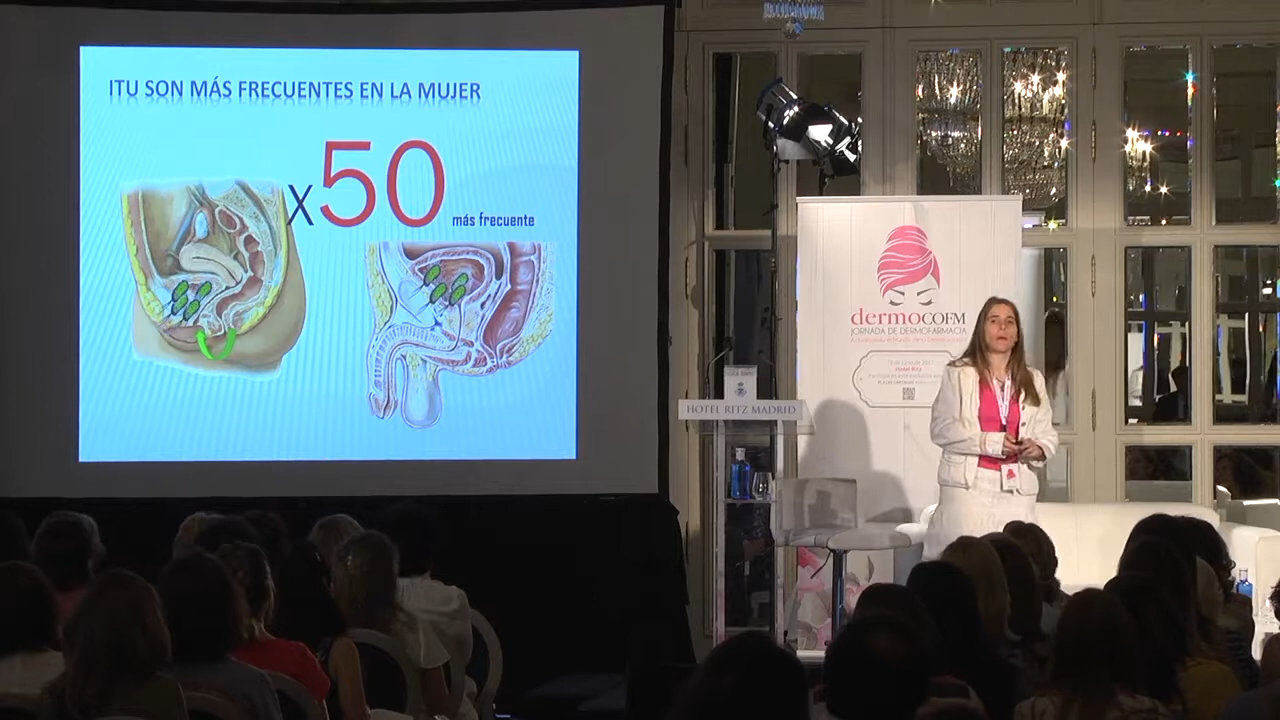 ITU SON MÁS FRECUENTES EN LA MUJER
x50 más frecuente
dermoCOFM
JORNADA DE DERMOFARMACIA
Hotel Ritz
HOTEL RITZ MADRID